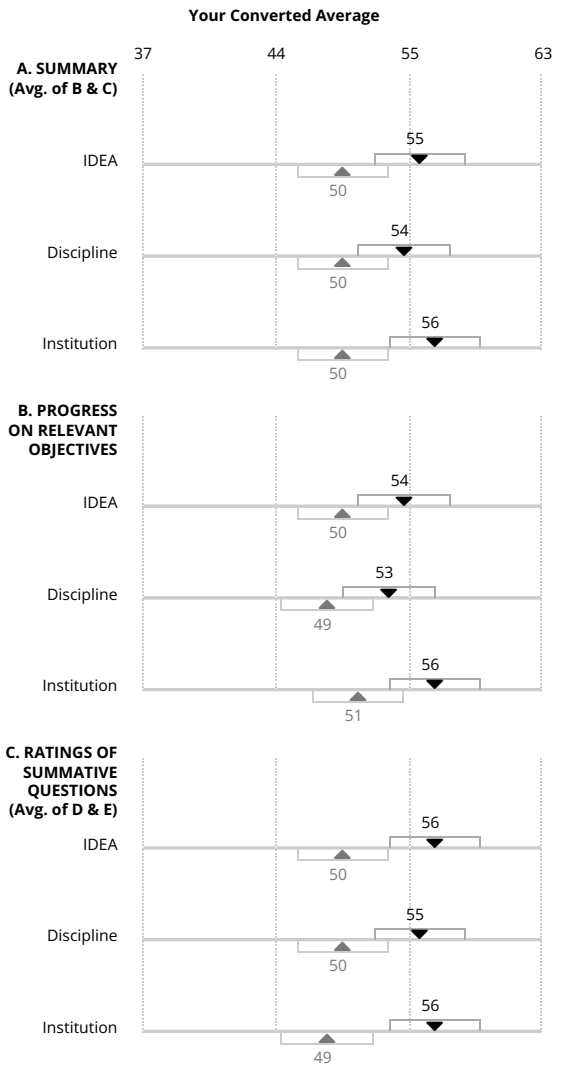 Your Converted Average
37 44 55 63
A. SUMMARY
(Avg. of B & C)
55
IDEA
50
54
Discipline
50
56
Institution
50
B. PROGRESS
ON RELEVANT
OBJECTIVES
54
IDEA
50
53
Discipline
49
56
Institution
51
C. RATINGS OF
SUMMATIVE
QUESTIONS
(Avg. of D & E)
56
IDEA
50
55
Discipline
50
56
Institution
49